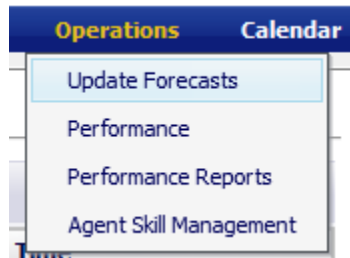 Operations Calendar
Update Forecasts
Performance
Performance Reports
Agent Skill Management